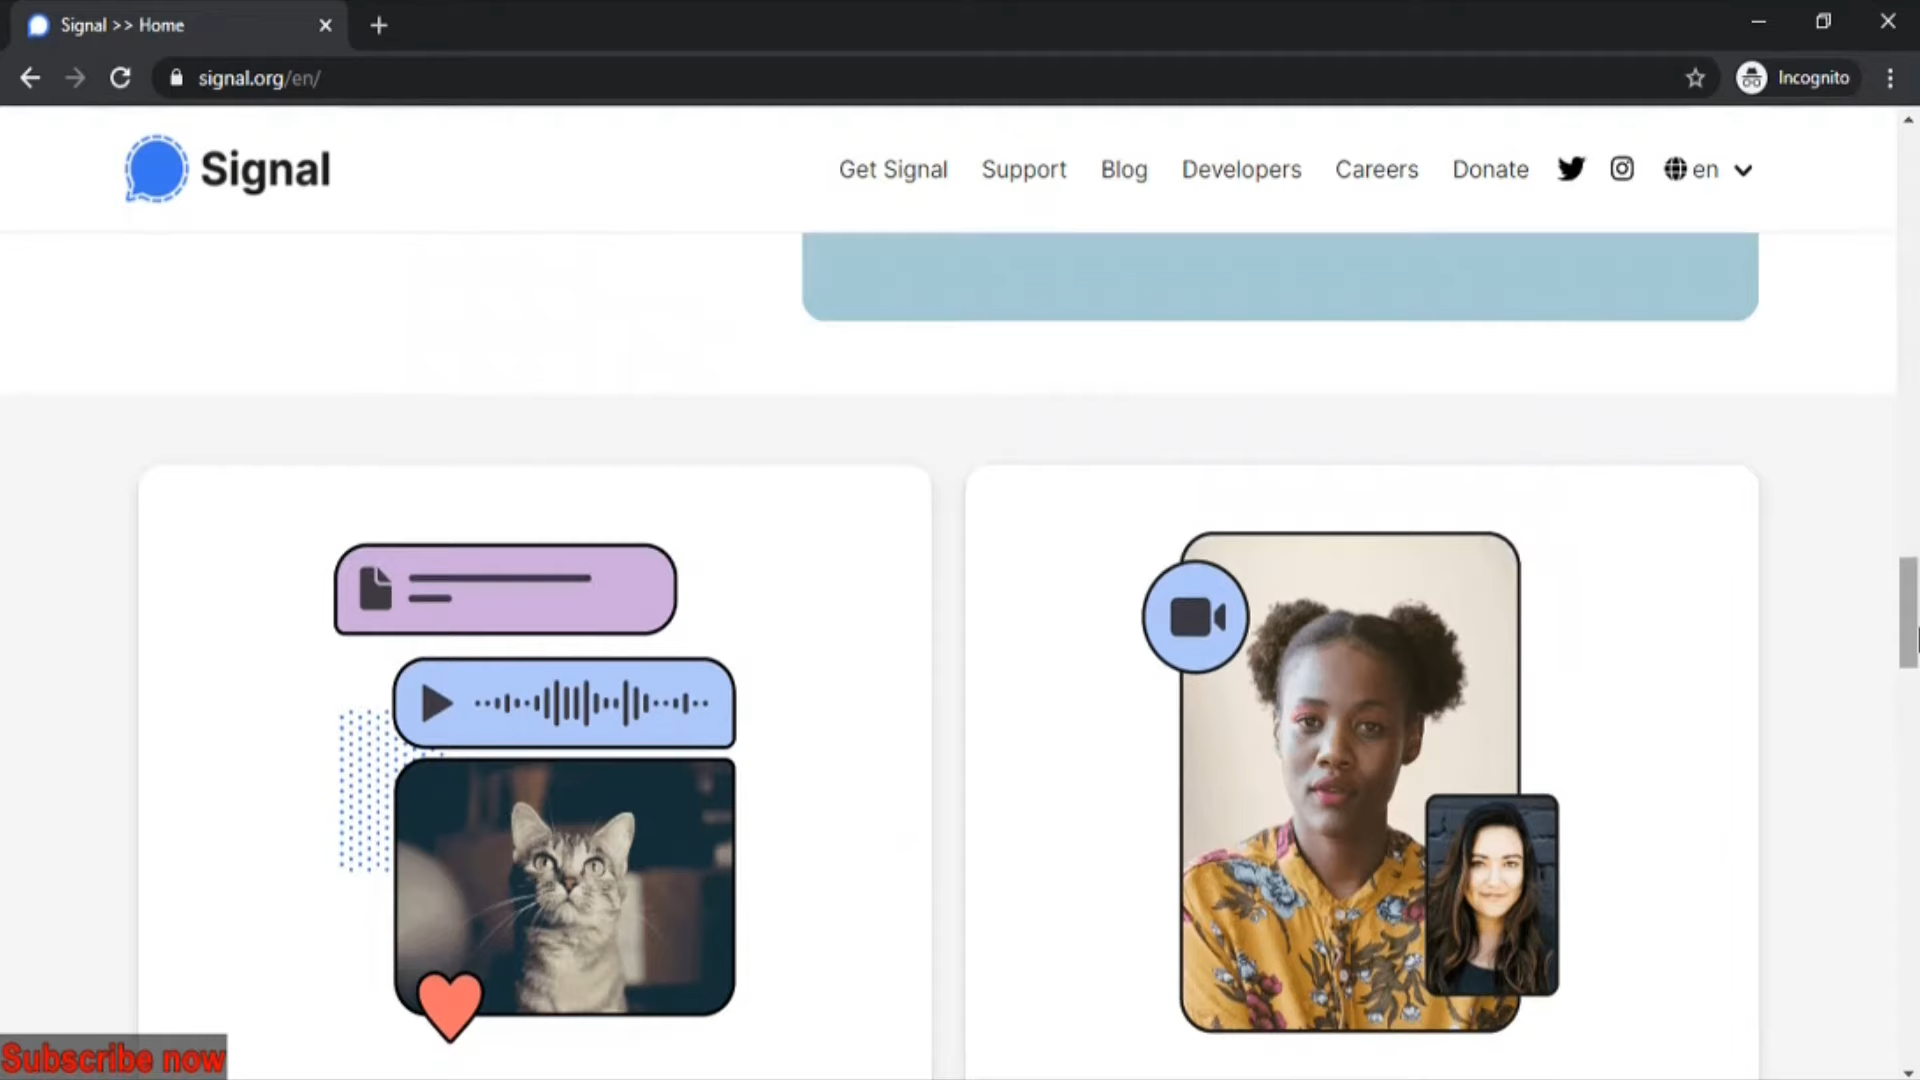 Signal >> Home
signal.org/en/
Incognito
Signal
Get Signal Support Blog Developers Careers Donate en
Subscribe now